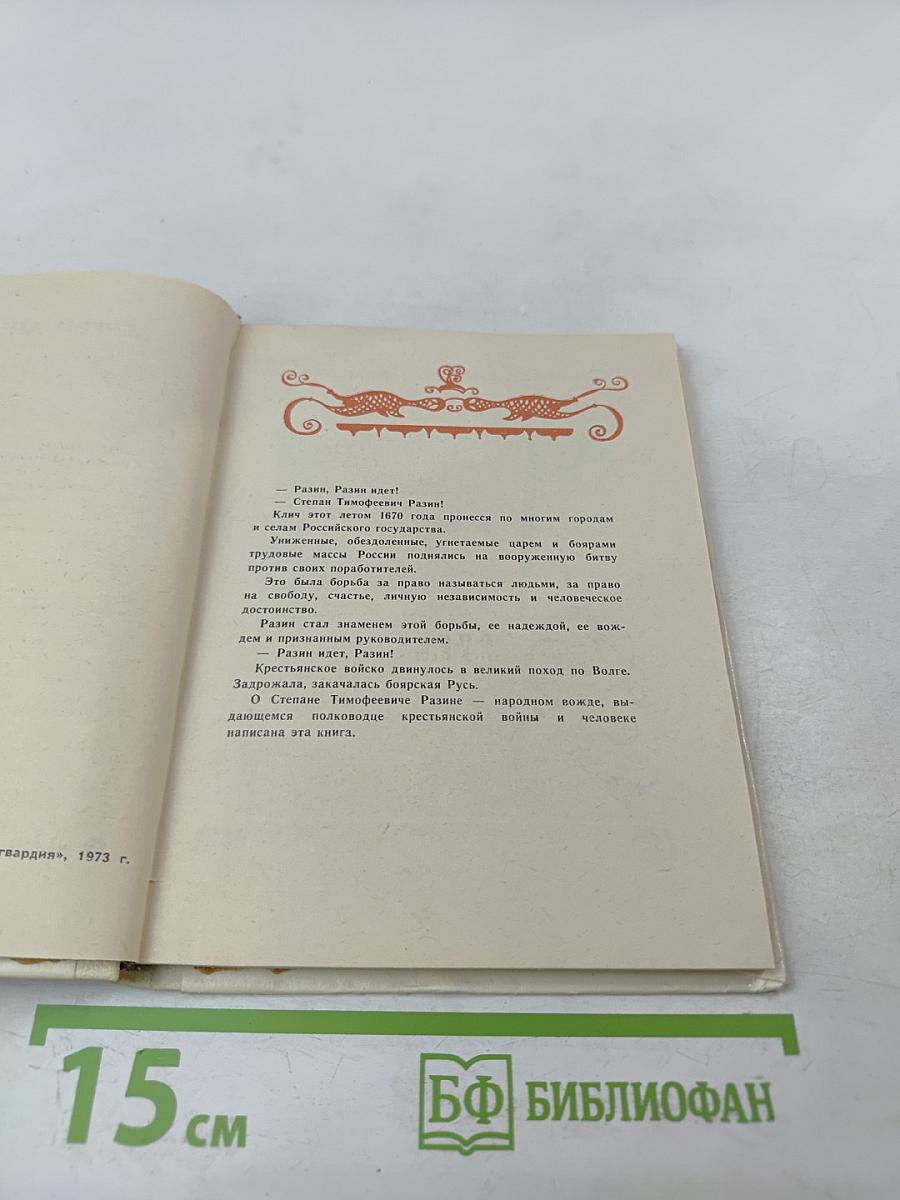 гвардия», 1973 г.
— Разин, Разин идет!
— Степан Тимофеевич Разин!
Клич этот летом 1670 года пронесся по многим городам
и селам Российского государства.
Униженные, обездоленные, угнетаемые царем и боярами
трудовые массы России поднялись на вооруженную битву
против своих поработителей.
Это была борьба за право называться людьми, за право
на свободу, счастье, личную независимость и человеческое
достоинство.
Разин стал знаменем этой борьбы, ее надеждой, ее вож-
дем и признанным руководителем.
— Разин идет, Разин!
Крестьянское войско двинулось в великий поход по Волге.
Задрожала, закачалась боярская Русь.
О Степане Тимофеевиче Разине — народном вожде, вы-
дающемся полководце крестьянской войны и человеке
написана эта книга.
15 см
БФ БИБЛИОФАН